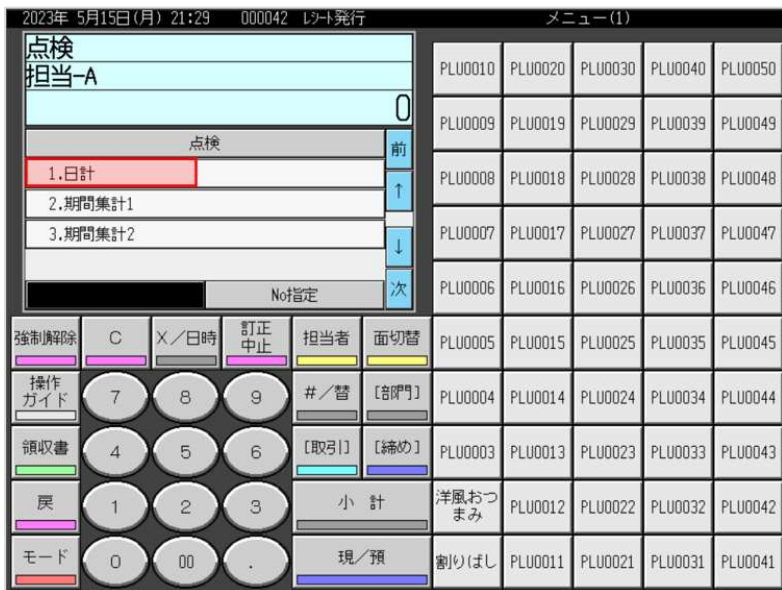 2023年 5月15日(月) 21:29 000042 レシート発行 メニュー(1)
点検
担当-A
0
点検
前
1.日計
↑
2.期間集計1
3.期間集計2
↓
No指定
次
PLU0010 PLU0020 PLU0030 PLU0040 PLU0050
PLU0009 PLU0019 PLU0029 PLU0039 PLU0049
PLU0008 PLU0018 PLU0028 PLU0038 PLU0048
PLU0007 PLU0017 PLU0027 PLU0037 PLU0047
PLU0006 PLU0016 PLU0026 PLU0036 PLU0046
強制解除 C X/日時 訂正
中止
担当者 面切替 PLU0005 PLU0015 PLU0025 PLU0035 PLU0045
操作
ガイド
7 8 9 #/替 [部門] PLU0004 PLU0014 PLU0024 PLU0034 PLU0044
領収書 4 5 6 [取引] [締め] PLU0003 PLU0013 PLU0023 PLU0033 PLU0043
戻 1 2 3 小 計 洋風おつ
まみ
PLU0012 PLU0022 PLU0032 PLU0042
モード 0 00 . 現/預 割りばし PLU0011 PLU0021 PLU0031 PLU0041